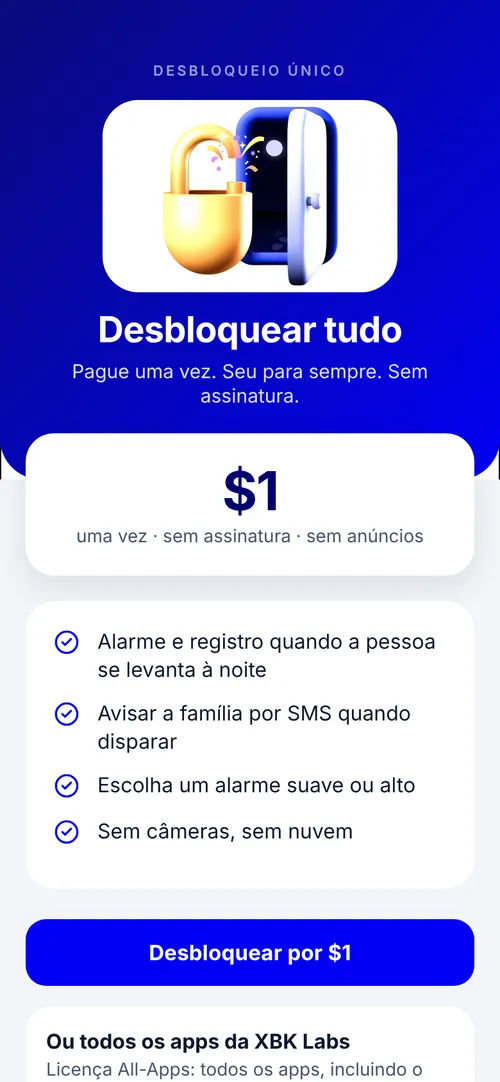 DESBLOQUEIO ÚNICO
Desbloquear tudo
Pague uma vez. Seu para sempre. Sem
assinatura.
$1
uma vez · sem assinatura · sem anúncios
Alarme e registro quando a pessoa
se levanta à noite
Avisar a família por SMS quando
disparar
Escolha um alarme suave ou alto
Sem câmeras, sem nuvem
Desbloquear por $1
Ou todos os apps da XBK Labs
Licença All-Apps: todos os apps, incluindo o